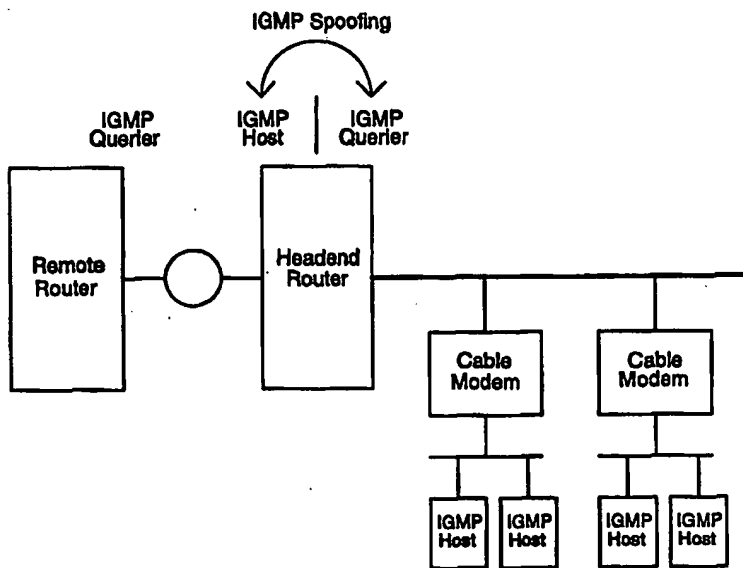 IGMP Spoofing
IGMP
Querier
IGMP
Host
IGMP
Querier
Remote
Router
Headend
Router
Cable
Modem
Cable
Modem
IGMP
Host
IGMP
Host
IGMP
Host
IGMP
Host